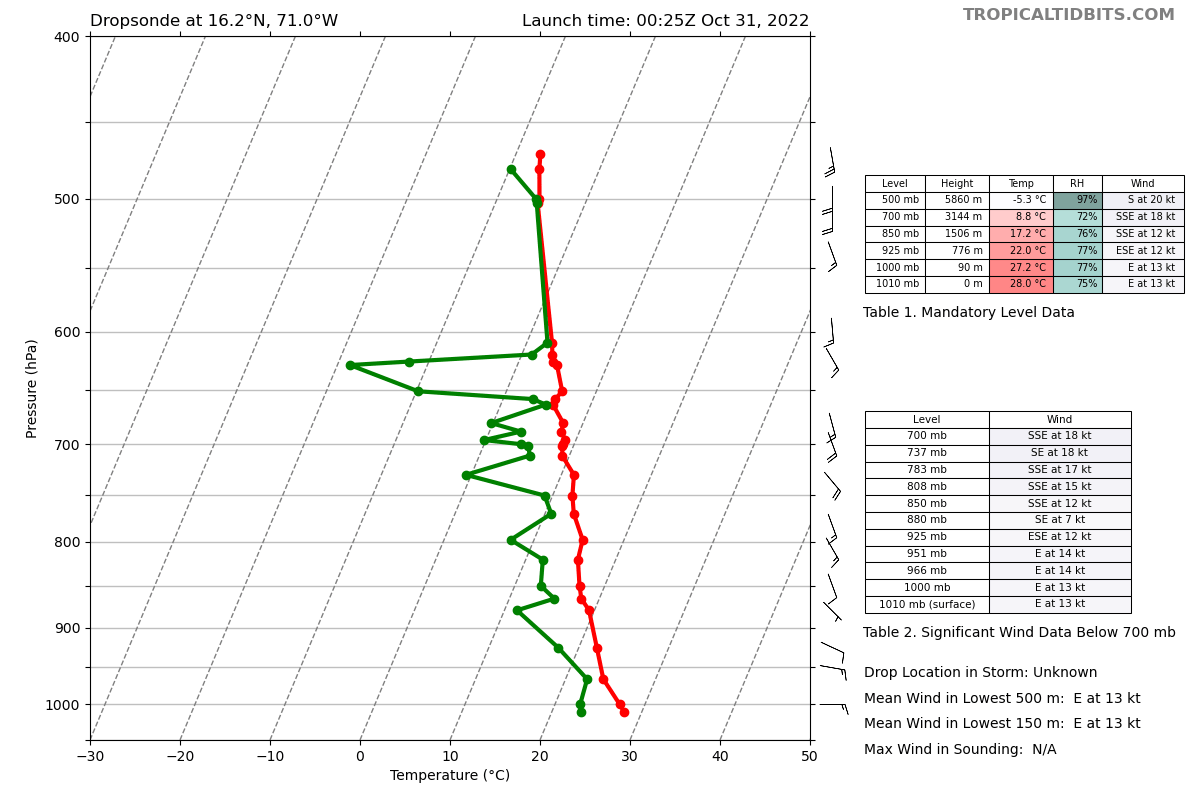 Dropsonde at 16.2°N, 71.0°W
Launch time: 00:25Z Oct 31, 2022
TROPICALTIDBITS.COM
400
500
600
700
800
900
1000
Pressure (hPa)
−30 −20 −10 0 10 20 30 40 50
Temperature (°C)
Level Height Temp RH Wind
500 mb 5860 m -5.3 °C 97% S at 20 kt
700 mb 3144 m 8.8 °C 72% SSE at 18 kt
850 mb 1506 m 17.2 °C 76% SSE at 12 kt
925 mb 776 m 22.0 °C 77% ESE at 12 kt
1000 mb 90 m 27.2 °C 77% E at 13 kt
1010 mb 0 m 28.0 °C 75% E at 13 kt
Table 1. Mandatory Level Data
Level Wind
700 mb SSE at 18 kt
737 mb SE at 18 kt
783 mb SSE at 17 kt
808 mb SSE at 15 kt
850 mb SSE at 12 kt
880 mb SE at 7 kt
925 mb ESE at 12 kt
951 mb E at 14 kt
966 mb E at 14 kt
1000 mb E at 13 kt
1010 mb (surface) E at 13 kt
Table 2. Significant Wind Data Below 700 mb
Drop Location in Storm: Unknown
Mean Wind in Lowest 500 m: E at 13 kt
Mean Wind in Lowest 150 m: E at 13 kt
Max Wind in Sounding: N/A